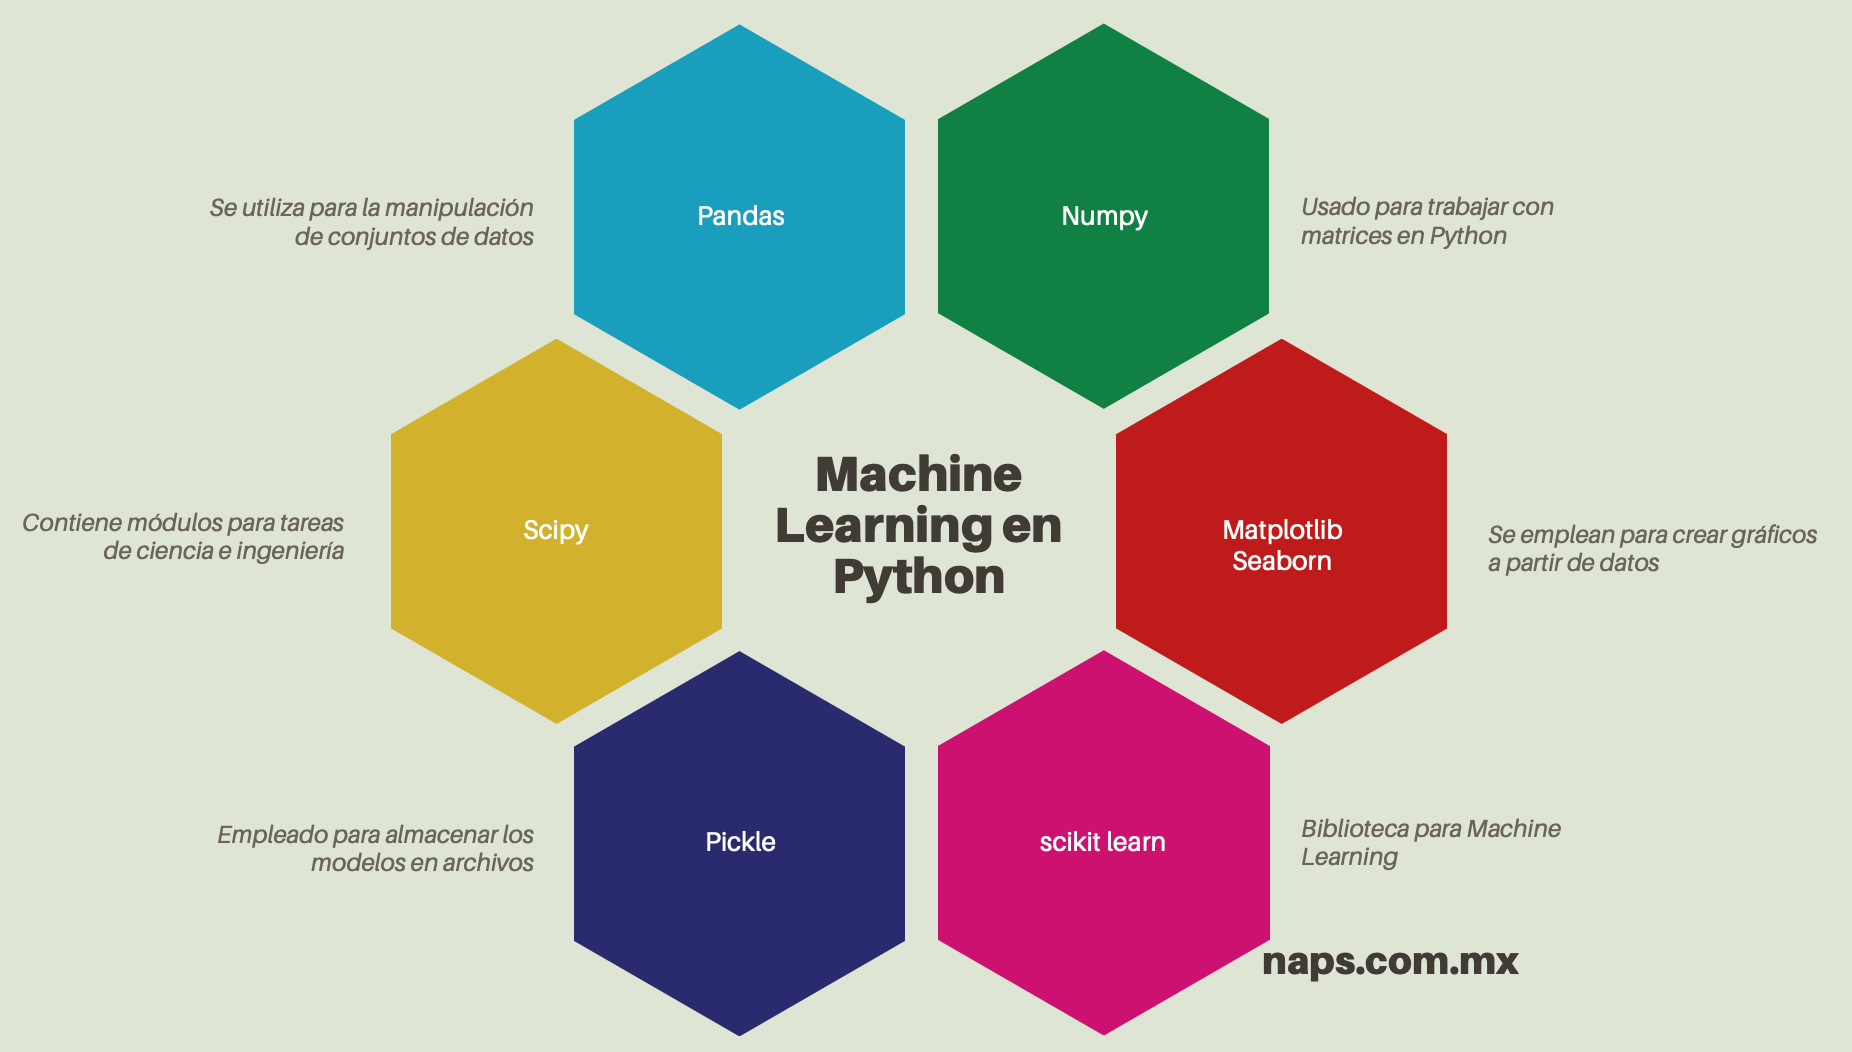 Pandas
Se utiliza para la manipulación
de conjuntos de datos
Numpy
Usado para trabajar con
matrices en Python
Scipy
Contiene módulos para tareas
de ciencia e ingeniería
Machine
Learning en
Python
Matplotlib
Seaborn
Se emplean para crear gráficos
a partir de datos
Pickle
Empleado para almacenar los
modelos en archivos
scikit learn
Biblioteca para Machine
Learning
naps.com.mx